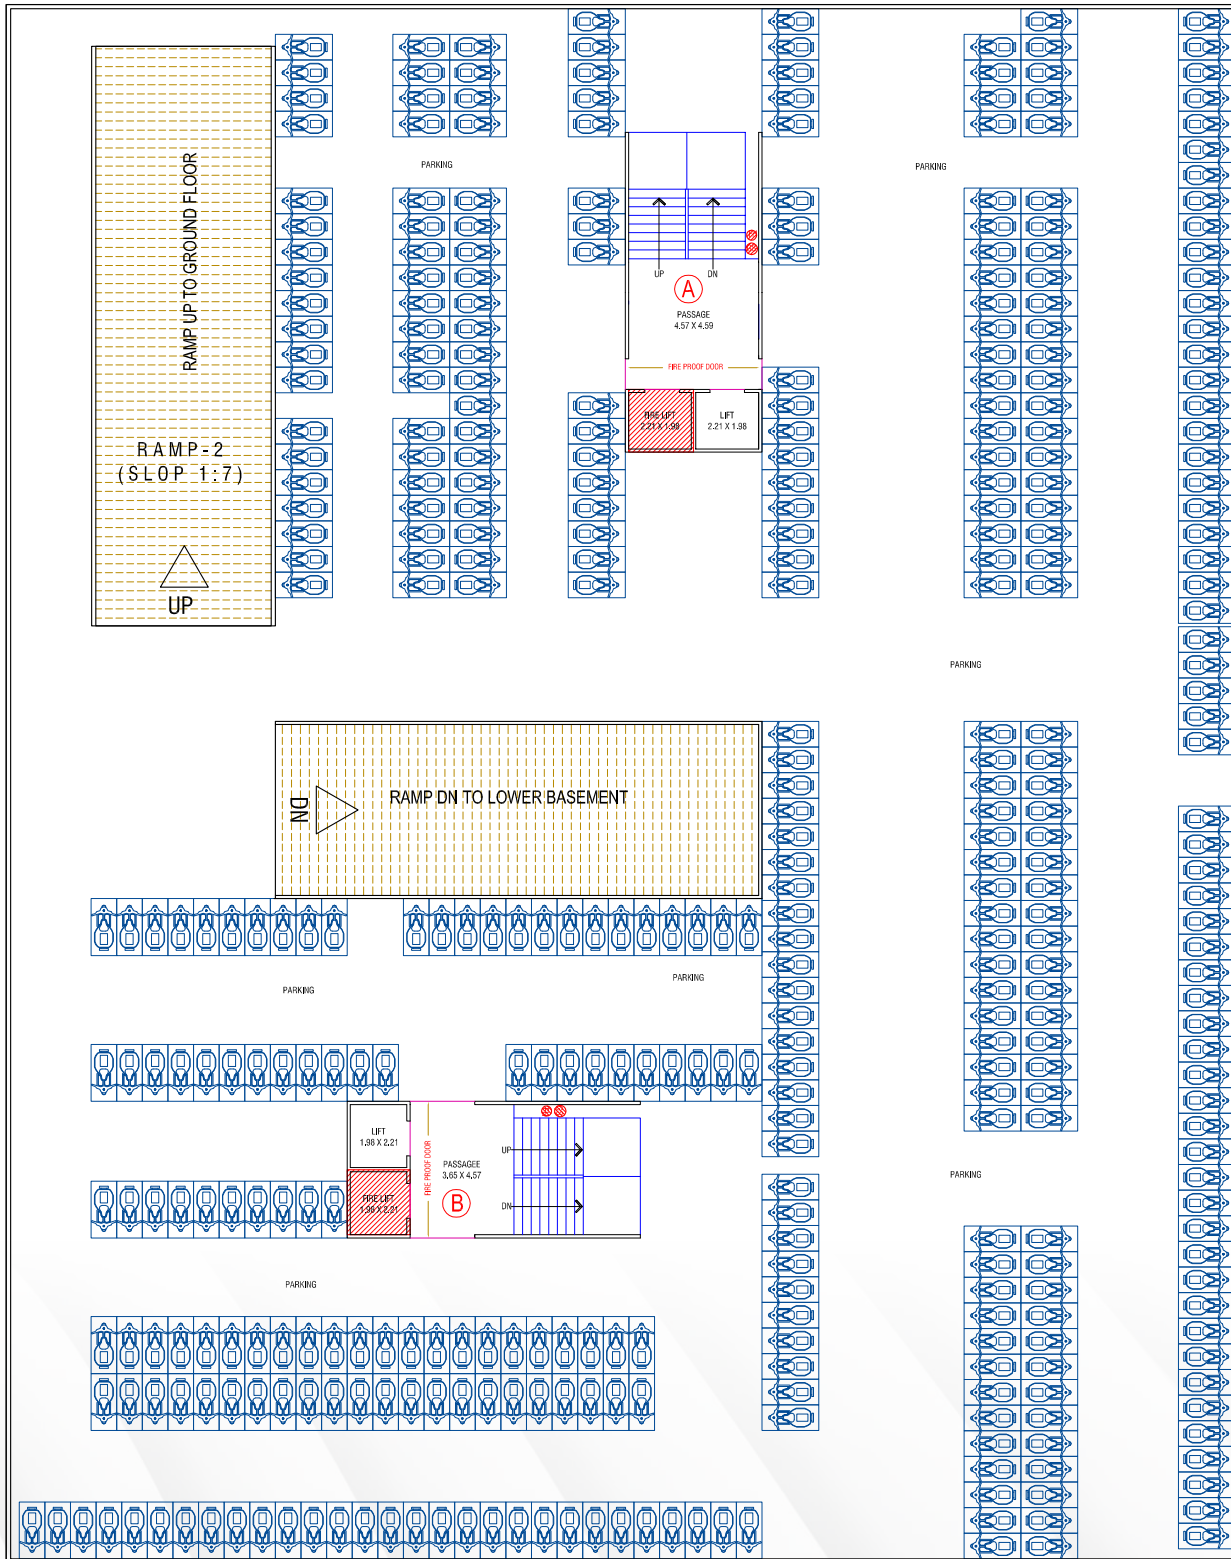 PARKING
PARKING
RAMP UP TO GROUND FLOOR
UP
DN
A
PASSAGE
4.57 X 4.59
FIRE PROOF DOOR
FIRE LIFT
2.21 X 1.98
LIFT
2.21 X 1.98
RAMP-2
(SLOP 1:7)
UP
PARKING
DN
RAMP DN TO LOWER BASEMENT
PARKING
PARKING
LIFT
1.98 X 2.21
FIRE PROOF DOOR
UP
PASSAGEE
3.65 X 4.57
PARKING
FIRE LIFT
1.98 X 2.21
B
DN
PARKING